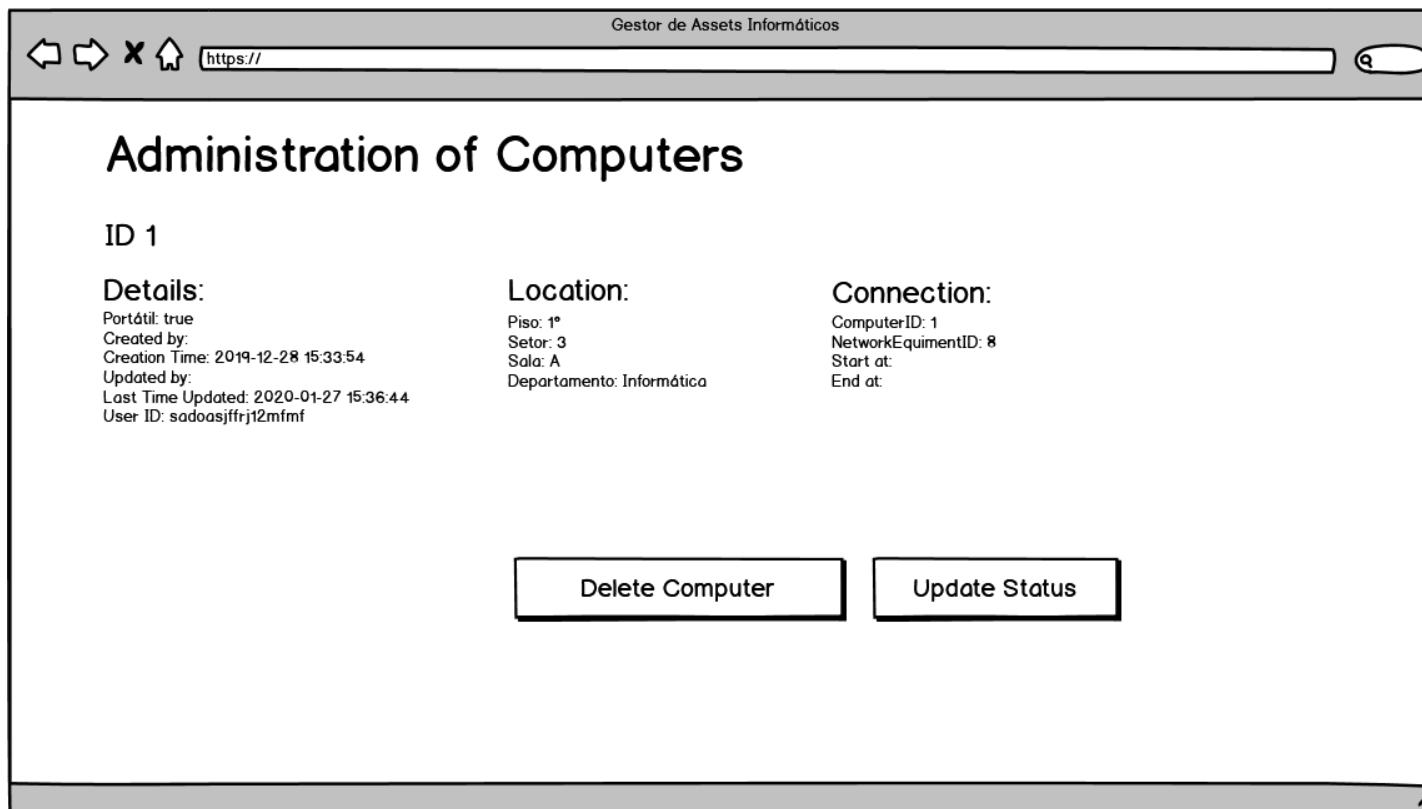 Gestor de Assets Informáticos
https://
Administration of Computers
ID 1
Details:
Portátil: true
Created by:
Creation Time: 2019-12-28 15:33:54
Updated by:
Last Time Updated: 2020-01-27 15:36:44
User ID: sadoasjffrj12mfmf
Location:
Piso: 1°
Setor: 3
Sala: A
Departamento: Informática
Connection:
ComputerID: 1
NetworkEquimentID: 8
Start at:
End at:
Delete Computer
Update Status